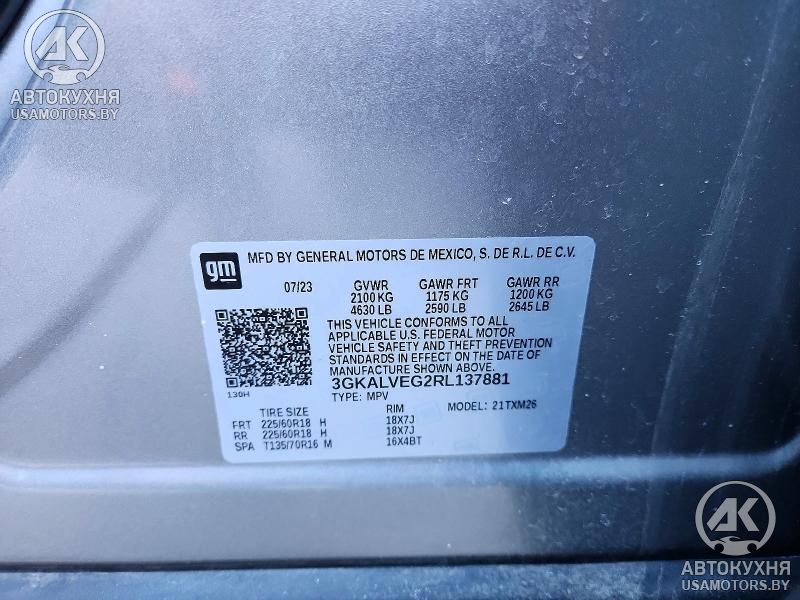 AK
АВТОКУХНЯ
USAMOTORS.BY
gm
MFD BY GENERAL MOTORS DE MEXICO, S. DE R.L. DE C.V.
07/23 GVWR GAWR FRT GAWR RR
2100 KG 1175 KG 1200 KG
4630 LB 2590 LB 2645 LB
THIS VEHICLE CONFORMS TO ALL
APPLICABLE U.S. FEDERAL MOTOR
VEHICLE SAFETY AND THEFT PREVENTION
STANDARDS IN EFFECT ON THE DATE OF
MANUFACTURE SHOWN ABOVE.
3GKALVEG2RL137881
130H
TYPE: MPV MODEL: 21TXM26
TIRE SIZE RIM
FRT 225/60R18 H 18X7J
RR 225/60R18 H 18X7J
SPA T135/70R16 M 16X4BT
AK
АВТОКУХНЯ
USAMOTORS.BY